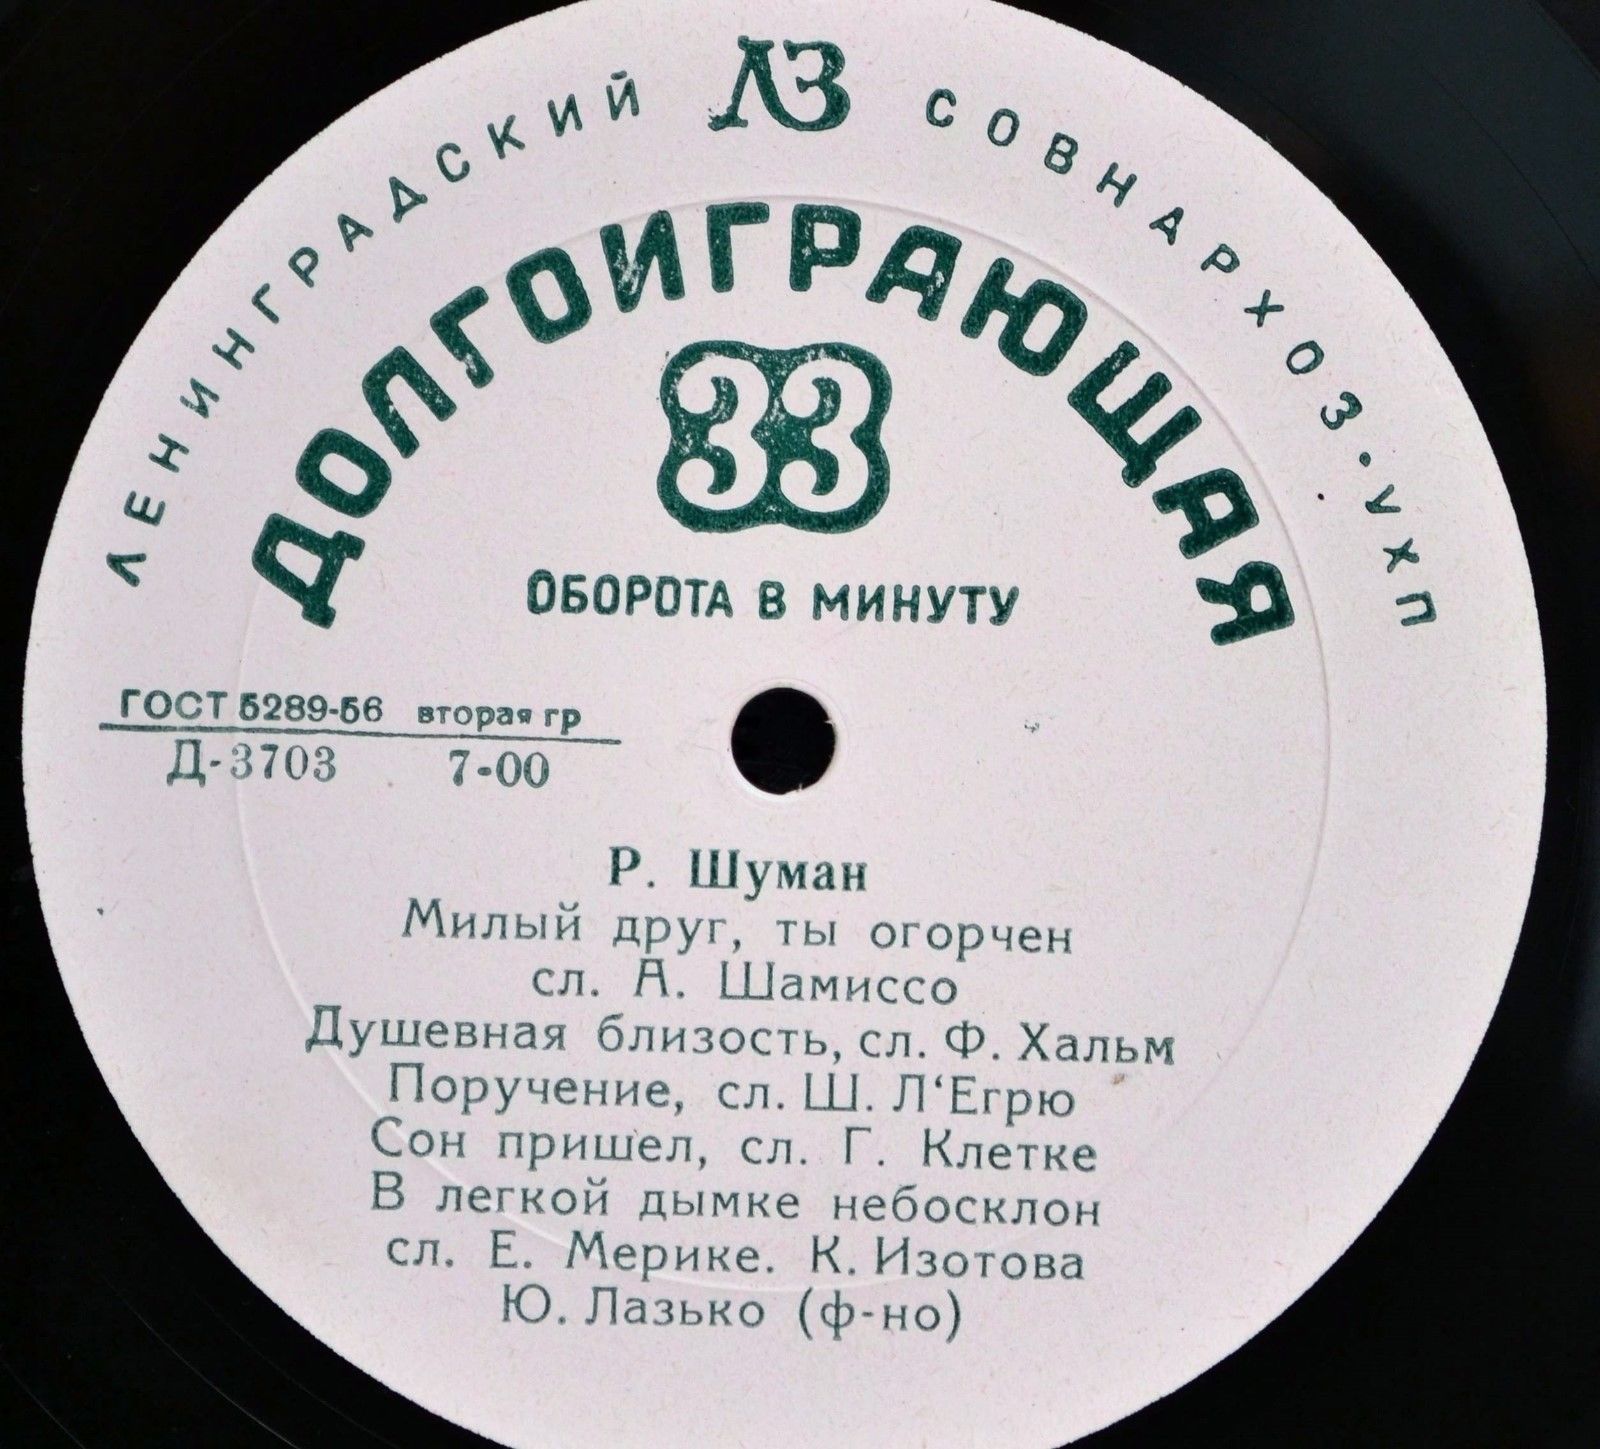 ЛЕНИНГРАДСКИЙ ЛЗ СОВНАРХОЗ·УХП
ДОЛГОИГРАЮЩАЯ
33
ОБОРОТА В МИНУТУ
ГОСТ 5289-56 вторая гр
Д-3703 7-00
Р. Шуман
Милый друг, ты огорчен
сл. А. Шамиссо
Душевная близость, сл. Ф. Хальм
Поручение, сл. Ш. Л‘Егрю
Сон пришел, сл. Г. Клетке
В легкой дымке небосклон
сл. Е. Мерике. К. Изотова
Ю. Лазько (ф-но)